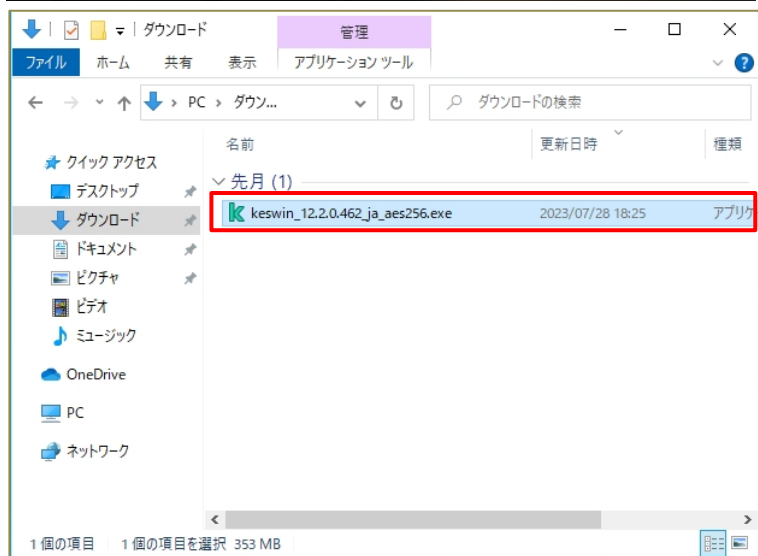 ダウンロード
管理
ファイル ホーム 共有 表示 アプリケーション ツール
PC › ダウン... ダウンロードの検索
名前 更新日時 種類
クイック アクセス
先月 (1)
デスクトップ
keswin_12.2.0.462_ja_aes256.exe 2023/07/28 18:25 アプリケ
ダウンロード
ドキュメント
ピクチャ
ビデオ
ミュージック
OneDrive
PC
ネットワーク
1 個の項目 1 個の項目を選択 353 MB